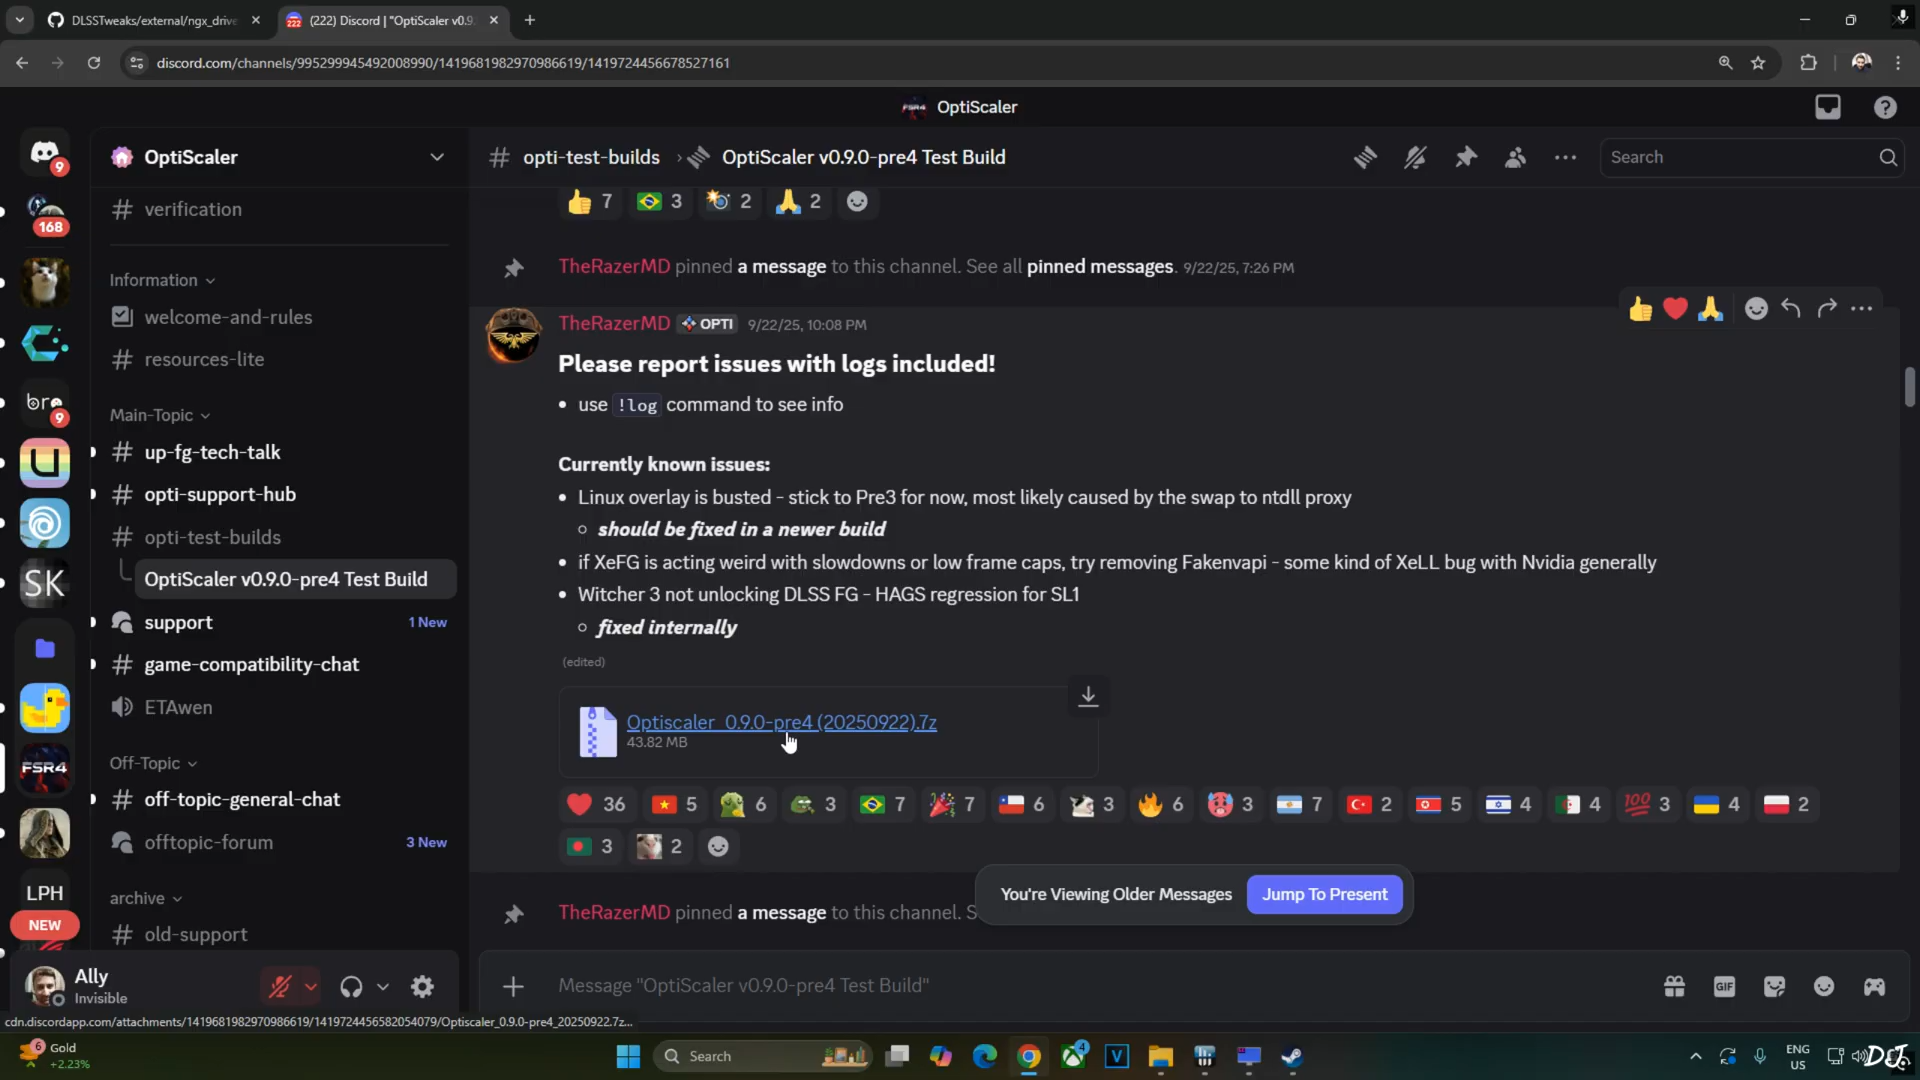 DLSSTweaks/external/ngx_drive
(222) Discord | "OptiScaler v0.9.
discord.com/channels/995299945492008990/1419681982970986619/1419724456678527161
OptiScaler
9
168
9
SK
FSR4
LPH
NEW
OptiScaler
verification
Information
welcome-and-rules
resources-lite
Main-Topic
up-fg-tech-talk
opti-support-hub
opti-test-builds
OptiScaler v0.9.0-pre4 Test Build
support
1 New
game-compatibility-chat
ETAwen
Off-Topic
off-topic-general-chat
offtopic-forum
3 New
archive
old-support
Ally
Invisible
opti-test-builds
OptiScaler v0.9.0-pre4 Test Build
Search
7 3 2 2
TheRazerMD pinned a message to this channel. See all pinned messages. 9/22/25, 7:26 PM
TheRazerMD OPTI 9/22/25, 10:08 PM
Please report issues with logs included!
• use !log command to see info
Currently known issues:
• Linux overlay is busted - stick to Pre3 for now, most likely caused by the swap to ntdll proxy
○ should be fixed in a newer build
• if XeFG is acting weird with slowdowns or low frame caps, try removing Fakenvapi - some kind of XeLL bug with Nvidia generally
• Witcher 3 not unlocking DLSS FG - HAGS regression for SL1
○ fixed internally
(edited)
Optiscaler_0.9.0-pre4 (20250922).7z
43.82 MB
36 5 6 3 7 7 6 3 6 3 7 2 5 4 4 100 3 4 2
3 2
You're Viewing Older Messages
Jump To Present
TheRazerMD pinned a message to this channel. S
Message "OptiScaler v0.9.0-pre4 Test Build"
GIF
cdn.discordapp.com/attachments/1419681982970986619/1419724456582054079/Optiscaler_0.9.0-pre4_20250922.7z...
6
Gold
+2.23%
Search
4
V
ENG
US